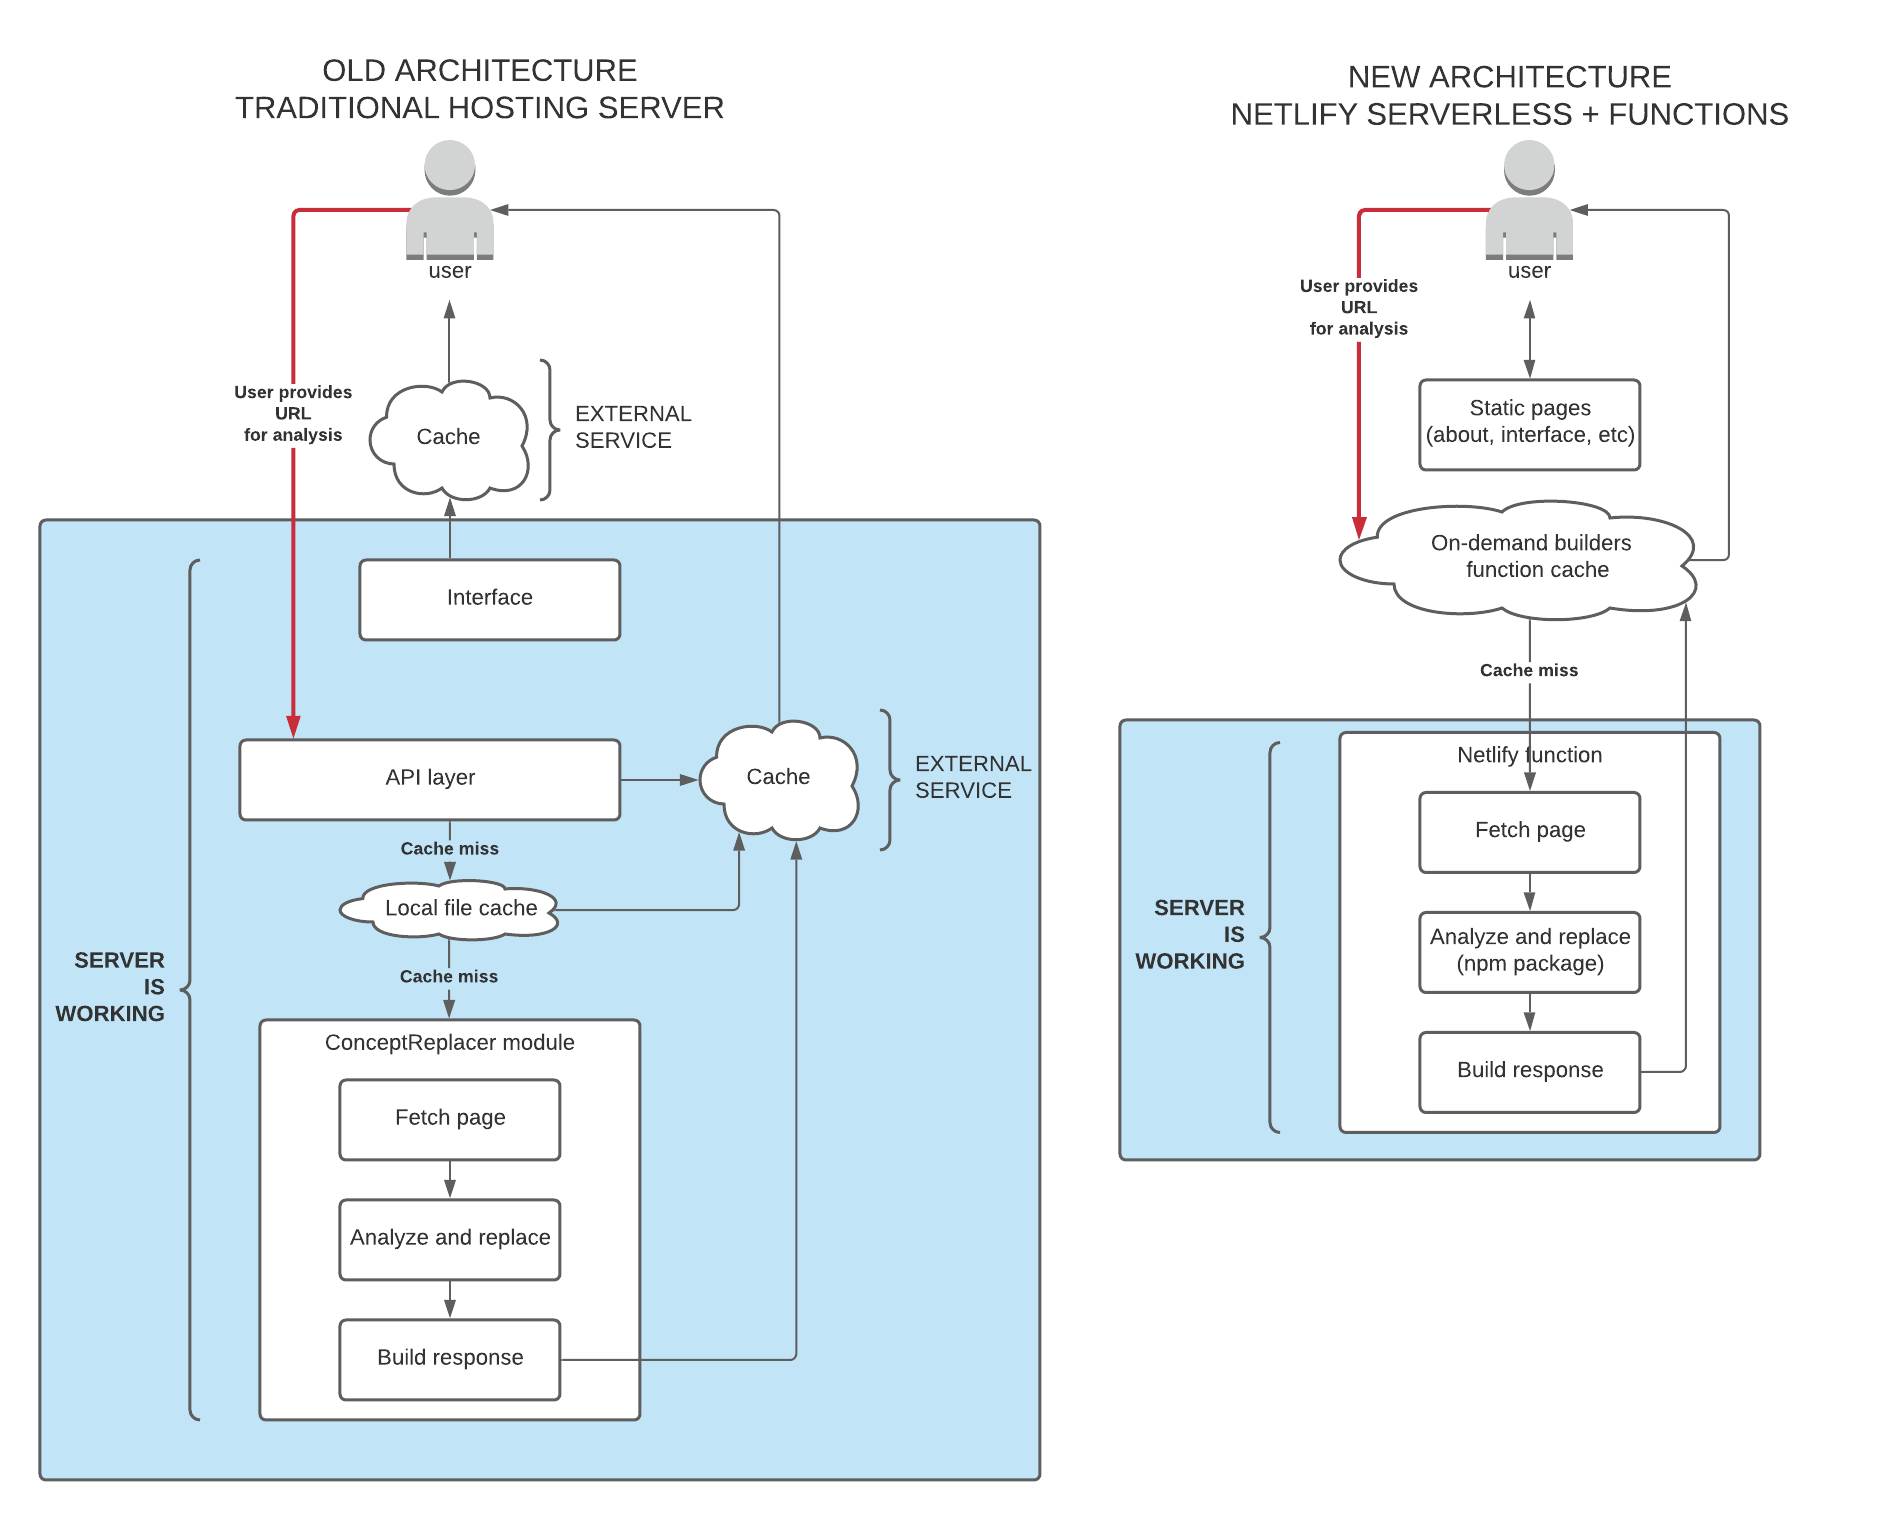 OLD ARCHITECTURE
TRADITIONAL HOSTING SERVER
user
User provides
URL
for analysis
Cache
EXTERNAL
SERVICE
Interface
API layer
Cache
EXTERNAL
SERVICE
Cache miss
Local file cache
Cache miss
SERVER
IS
WORKING
ConceptReplacer module
Fetch page
Analyze and replace
Build response
NEW ARCHITECTURE
NETLIFY SERVERLESS + FUNCTIONS
user
User provides
URL
for analysis
Static pages
(about, interface, etc)
On-demand builders
function cache
Cache miss
Netlify function
Fetch page
SERVER
IS
WORKING
Analyze and replace
(npm package)
Build response